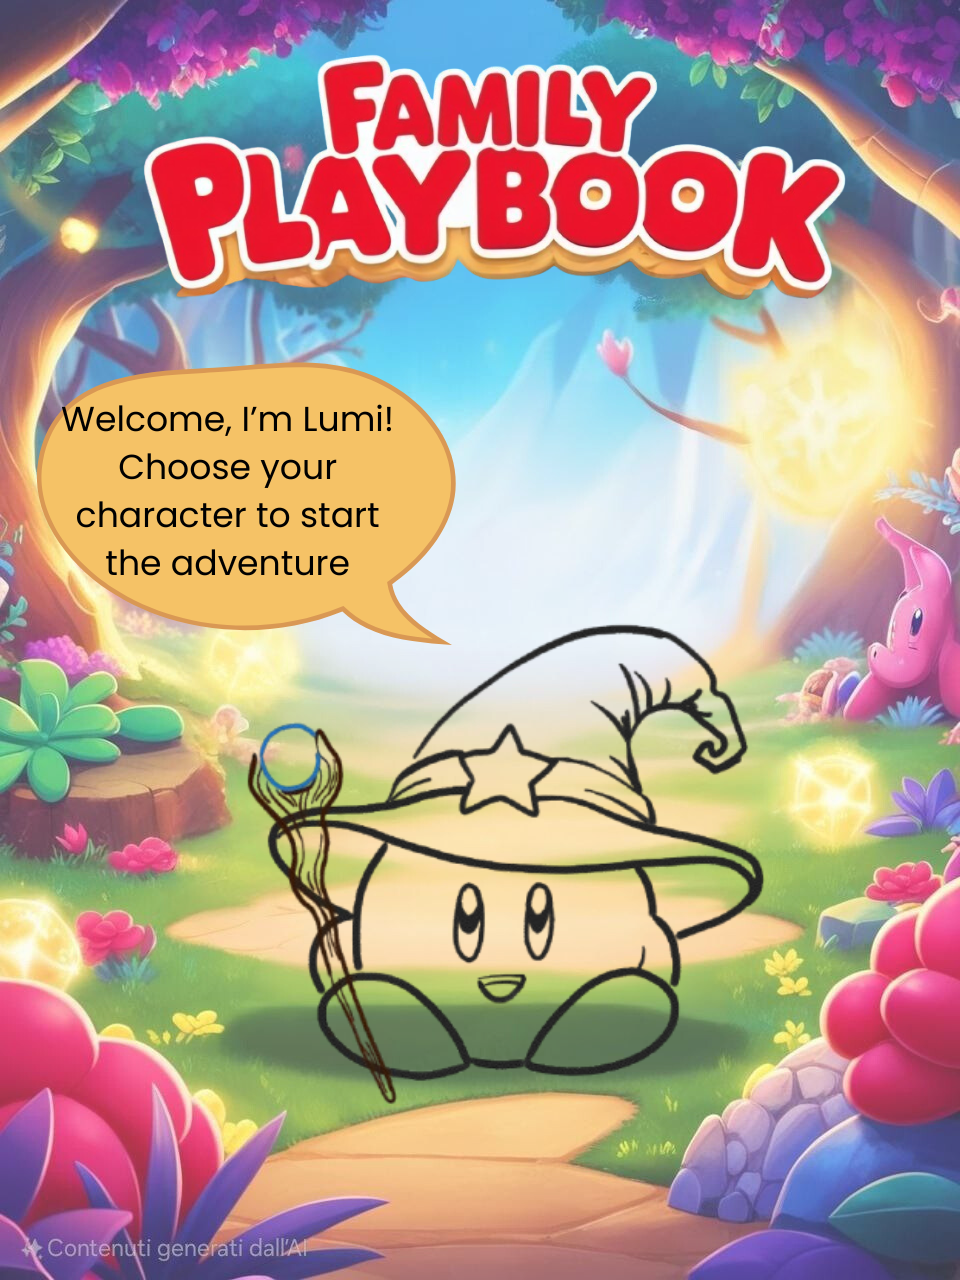 FAMILY
PLAYBOOK
Welcome, I’m Lumi!
Choose your
character to start
the adventure
Contenuti generati dall'AI